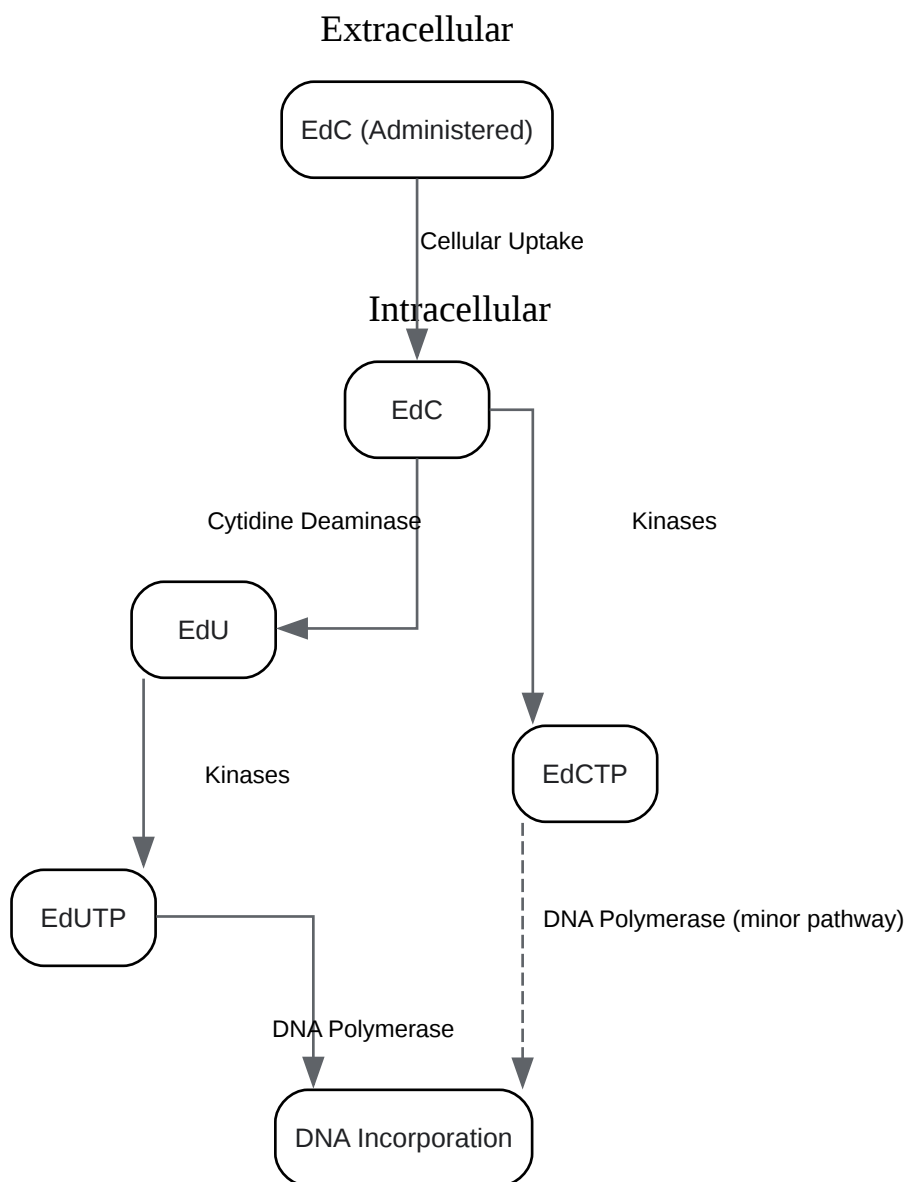 Extracellular
EdC (Administered)
Cellular Uptake
Intracellular
EdC
Cytidine Deaminase
Kinases
EdU
Kinases
EdCTP
EdUTP
DNA Polymerase (minor pathway)
DNA Polymerase
DNA Incorporation